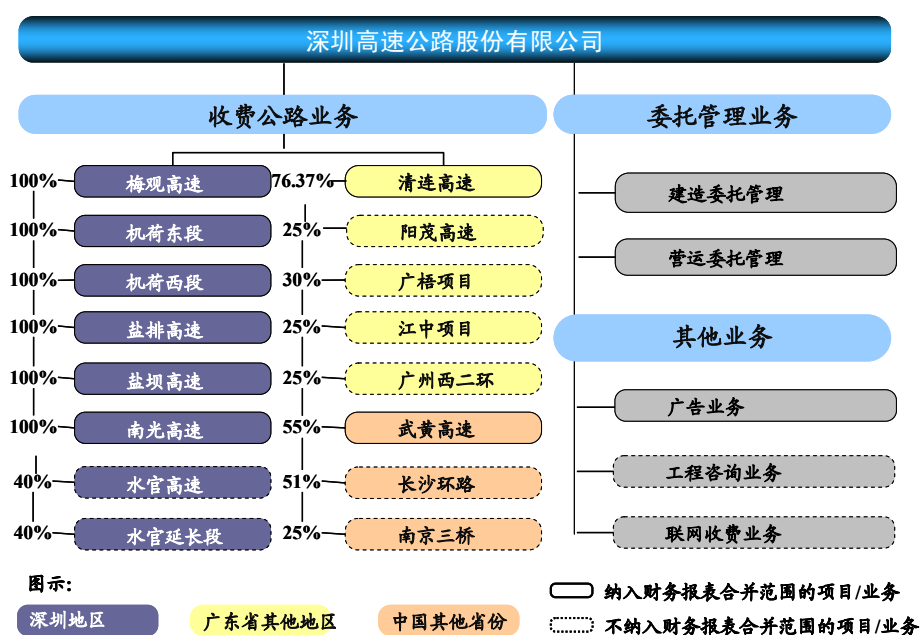 深圳高速公路股份有限公司
收费公路业务
委托管理业务
100% 梅观高速 76.37% 清连高速
建造委托管理
100% 机荷东段 25% 阳茂高速
营运委托管理
100% 机荷西段 30% 广梧项目
100% 盐排高速 25% 江中项目
其他业务
100% 盐坝高速 25% 广州西二环
广告业务
100% 南光高速 55% 武黄高速
工程咨询业务
40% 水官高速 51% 长沙环路
联网收费业务
40% 水官延长段 25% 南京三桥
图示：
纳入财务报表合并范围的项目/业务
深圳地区 广东省其他地区 中国其他省份
不纳入财务报表合并范围的项目/业务